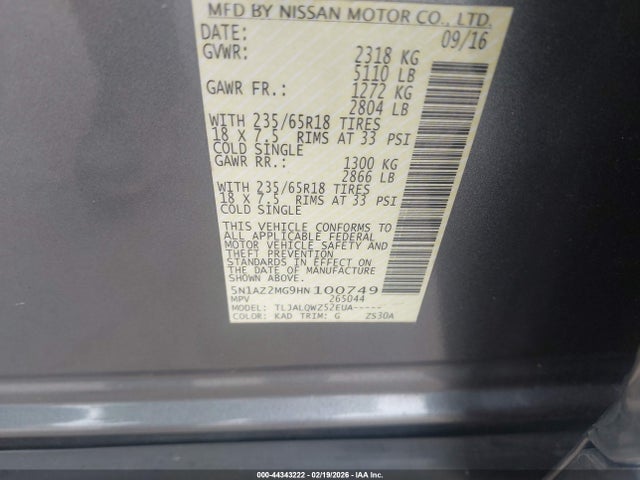 MFD BY NISSAN MOTOR CO., LTD.
DATE: 09/16
GVWR: 2318 KG
5110 LB
GAWR FR.: 1272 KG
2804 LB
WITH 235/65R18 TIRES
18 X 7.5 RIMS AT 33 PSI
COLD SINGLE
GAWR RR.: 1300 KG
2866 LB
WITH 235/65R18 TIRES
18 X 7.5 RIMS AT 33 PSI
COLD SINGLE
THIS VEHICLE CONFORMS TO
ALL APPLICABLE FEDERAL
MOTOR VEHICLE SAFETY AND
THEFT PREVENTION
STANDARDS IN EFFECT ON
THE DATE OF MANUFACTURE
SHOWN ABOVE.
5N1AZ2MG9HN100749
MPV 265044
TLJALQWZ52EUA-----
COLOR: KAD TRIM: G ZS30A
000-44343222 - 02/19/2026 - IAA Inc.